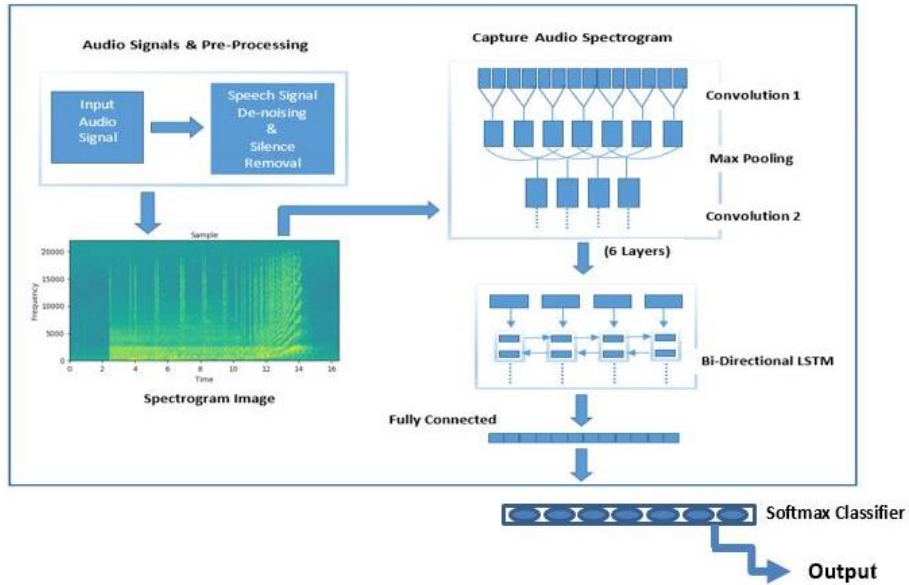 Audio Signals & Pre-Processing
Input
Audio
Signal
Speech Signal
De-noising
&
Silence
Removal
Capture Audio Spectrogram
Convolution 1
Max Pooling
Convolution 2
(6 Layers)
Sample
Frequency
20000
15000
10000
5000
0
0 2 4 6 8 10 12 14 16
Time
Spectrogram Image
Bi-Directional LSTM
Fully Connected
Softmax Classifier
Output